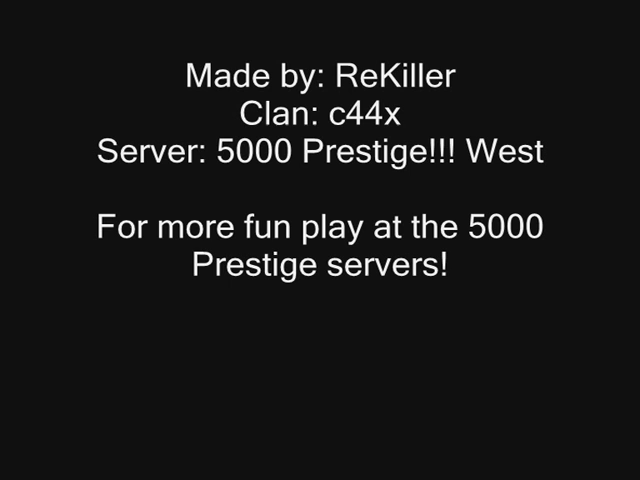 Made by: ReKiller
Clan: c44x
Server: 5000 Prestige!!! West
For more fun play at the 5000
Prestige servers!